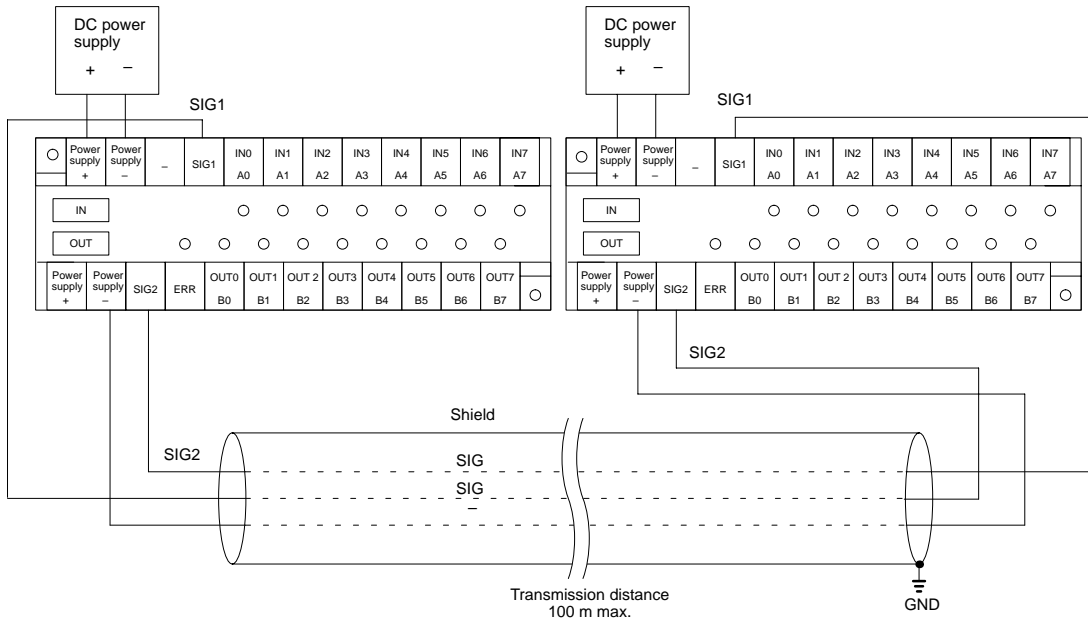 DC power
supply
+ –
DC power
supply
+ –
SIG1
SIG1
Power
supply
+
Power
supply
–
–
SIG1
IN0
A0
IN1
A1
IN2
A2
IN3
A3
IN4
A4
IN5
A5
IN6
A6
IN7
A7
IN
OUT
Power
supply
+
Power
supply
–
SIG2
ERR
OUT0
B0
OUT1
B1
OUT 2
B2
OUT3
B3
OUT4
B4
OUT5
B5
OUT6
B6
OUT7
B7
Power
supply
+
Power
supply
–
–
SIG1
IN0
A0
IN1
A1
IN2
A2
IN3
A3
IN4
A4
IN5
A5
IN6
A6
IN7
A7
IN
OUT
Power
supply
+
Power
supply
–
SIG2
ERR
OUT0
B0
OUT1
B1
OUT 2
B2
OUT3
B3
OUT4
B4
OUT5
B5
OUT6
B6
OUT7
B7
SIG2
Shield
SIG2
SIG
SIG
–
Transmission distance
100 m max.
GND